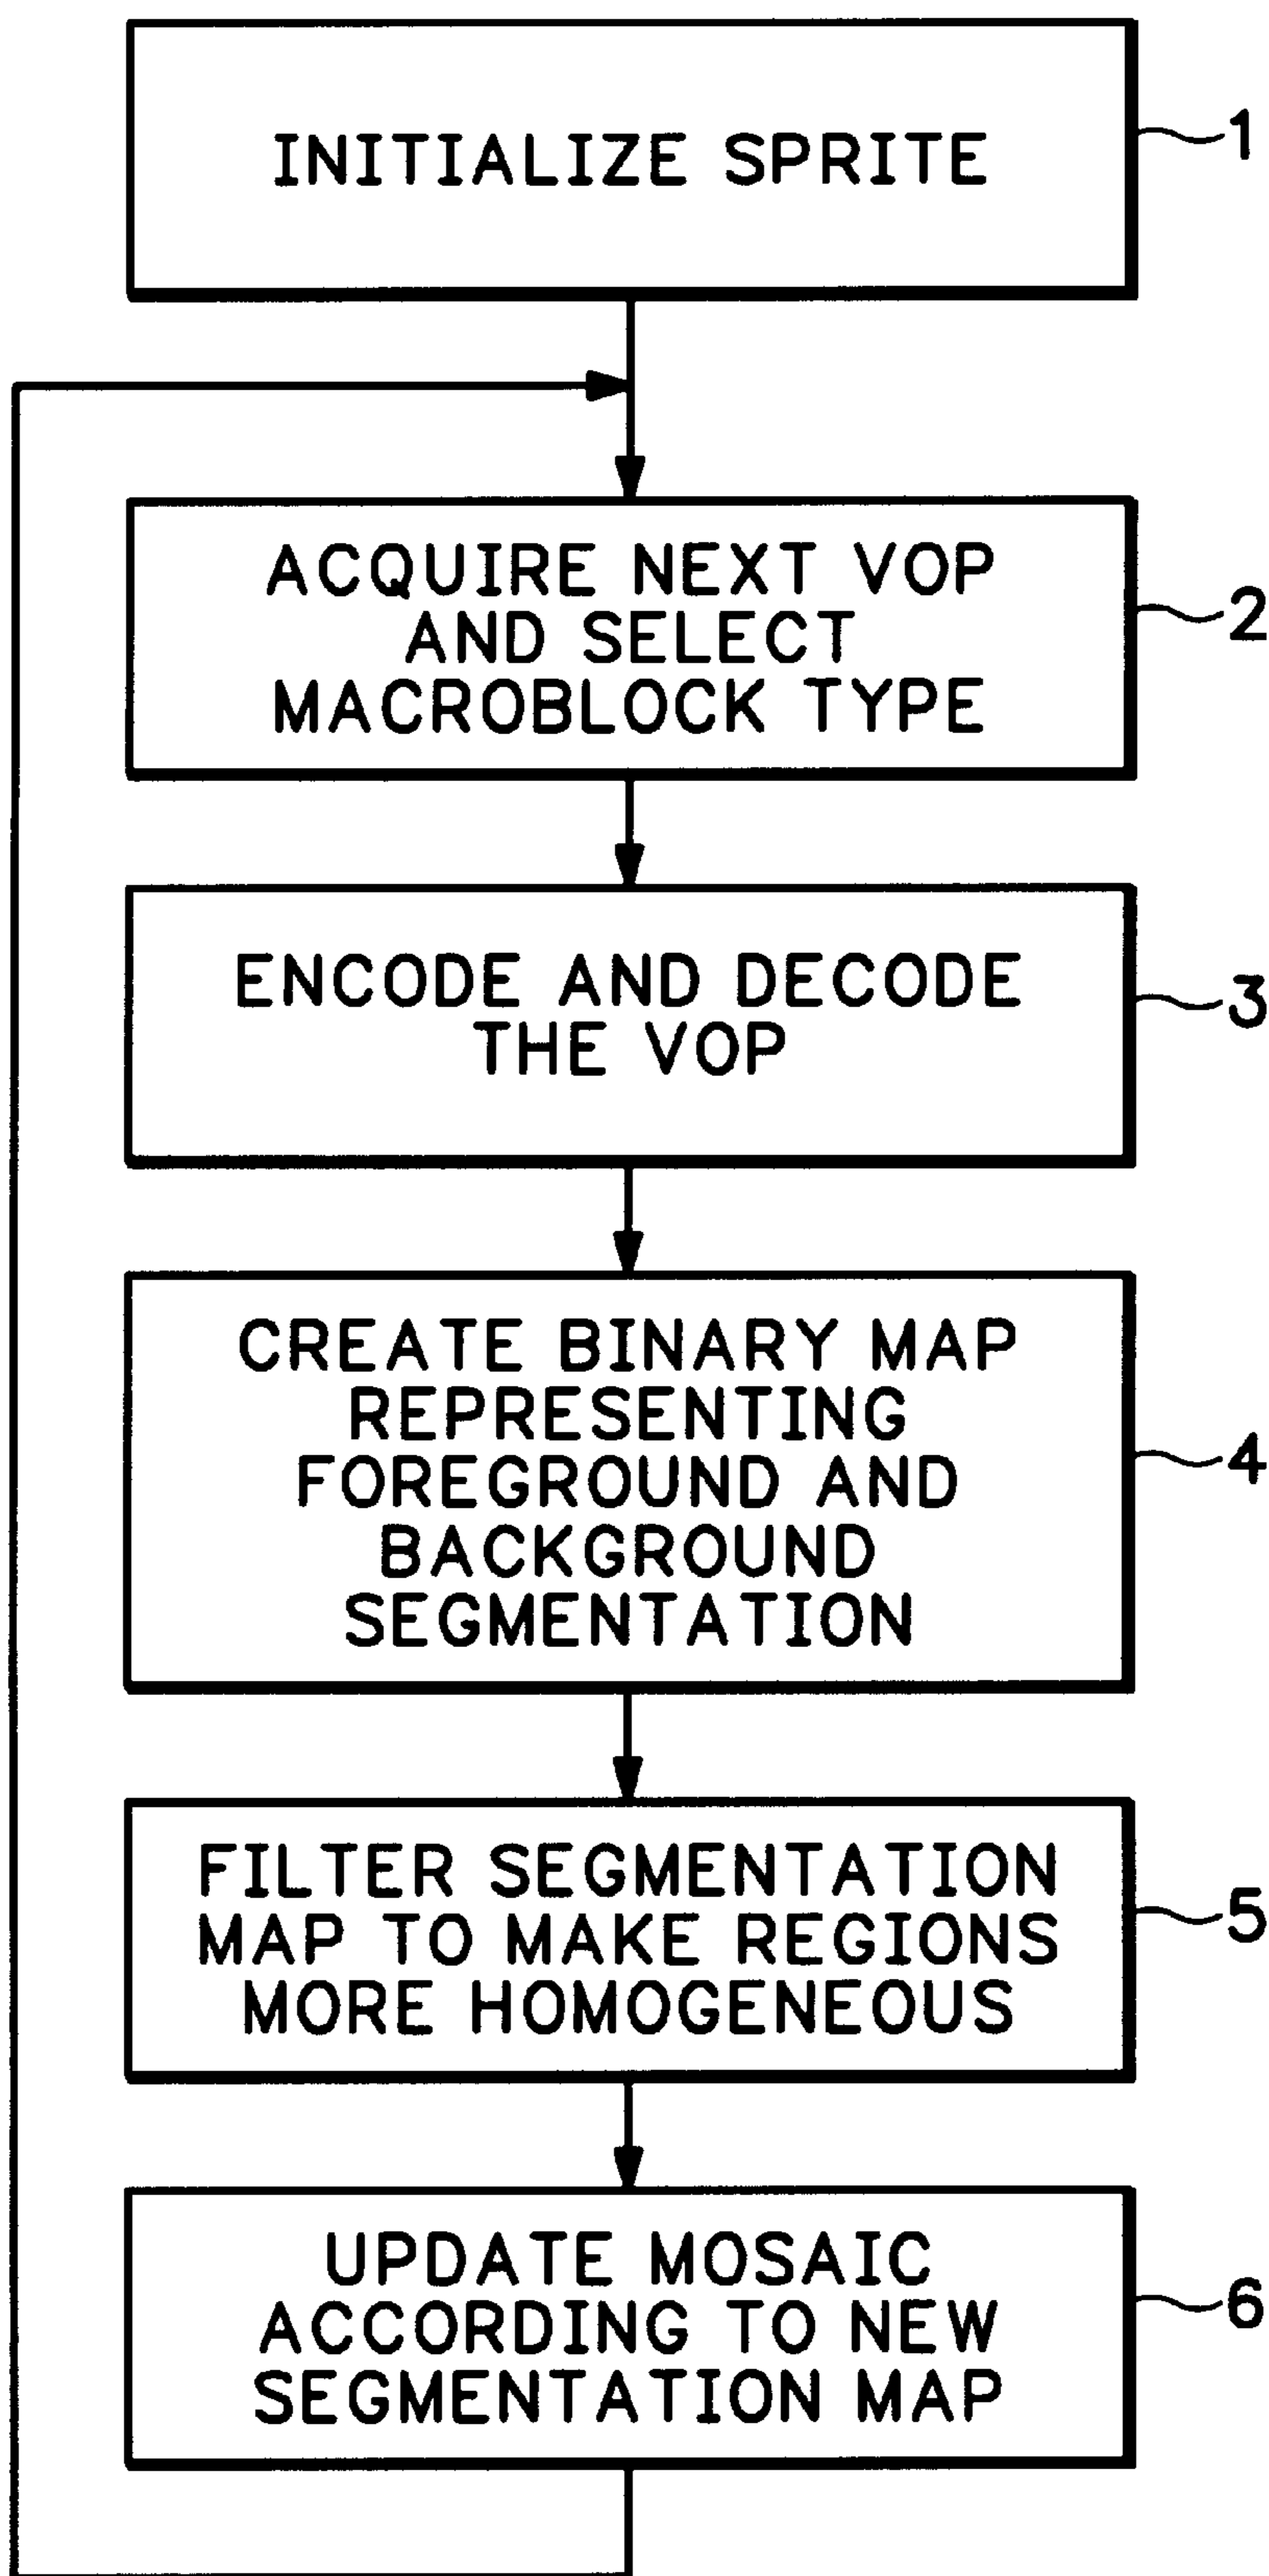 INITIALIZE SPRITE
1
ACQUIRE NEXT VOP
AND SELECT
MACROBLOCK TYPE
2
ENCODE AND DECODE
THE VOP
3
CREATE BINARY MAP
REPRESENTING
FOREGROUND AND
BACKGROUND
SEGMENTATION
4
FILTER SEGMENTATION
MAP TO MAKE REGIONS
MORE HOMOGENEOUS
5
UPDATE MOSAIC
ACCORDING TO NEW
SEGMENTATION MAP
6